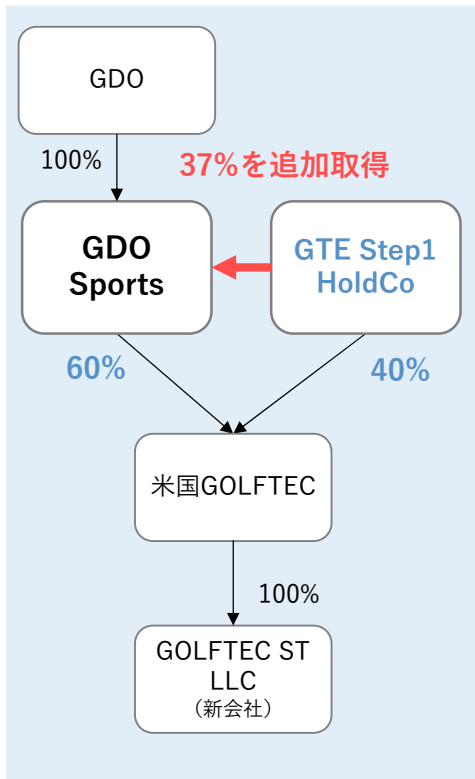 GDO
100%
37%を追加取得
GDO
Sports
GTE Step1
HoldCo
60%
40%
米国GOLFTEC
100%
GOLFTEC ST
LLC
（新会社）